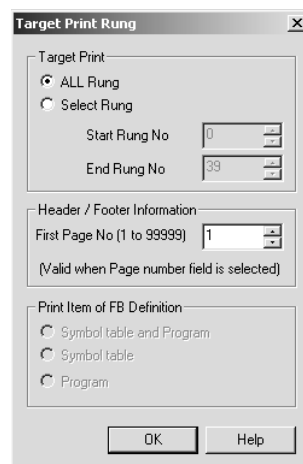 Target Print Rung
Target Print
ALL Rung
Select Rung
Start Rung No 0
End Rung No 39
Header / Footer Information
First Page No (1 to 99999) 1
(Valid when Page number field is selected)
Print Item of FB Definition
Symbol table and Program
Symbol table
Program
OK Help